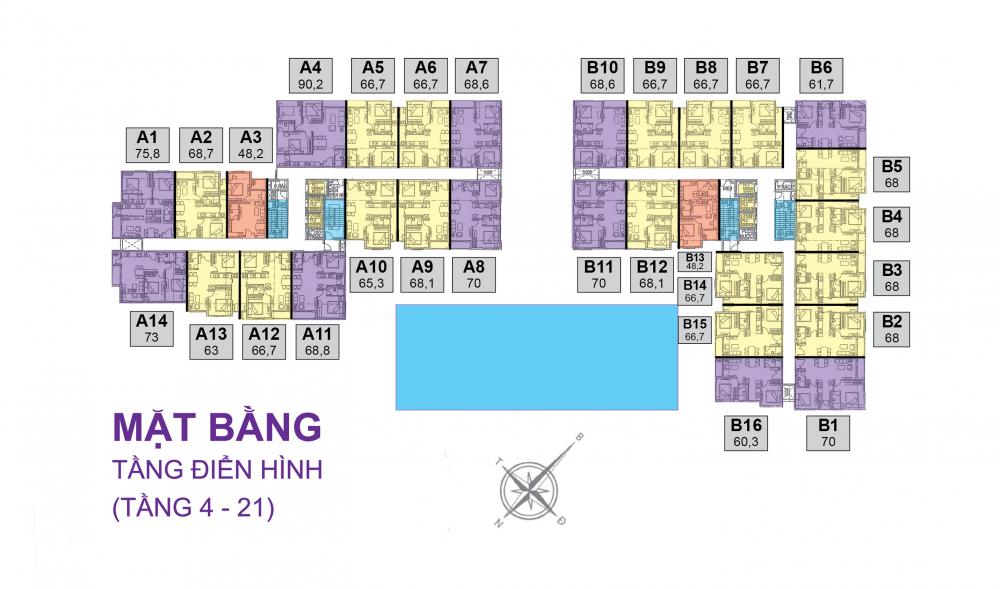 A4
90,2
A5
66,7
A6
66,7
A7
68,6
B10
68,6
B9
66,7
B8
66,7
B7
66,7
B6
61,7
A1
75,8
A2
68,7
A3
48,2
B5
68
B4
68
B3
68
B2
68
A14
73
A13
63
A12
66,7
A11
68,8
A10
65,3
A9
68,1
A8
70
B11
70
B12
68,1
B13
48,2
B14
66,7
B15
66,7
B16
60,3
B1
70
MẶT BẰNG
TẦNG ĐIỂN HÌNH
(TẦNG 4 - 21)
B
T
N
Đ